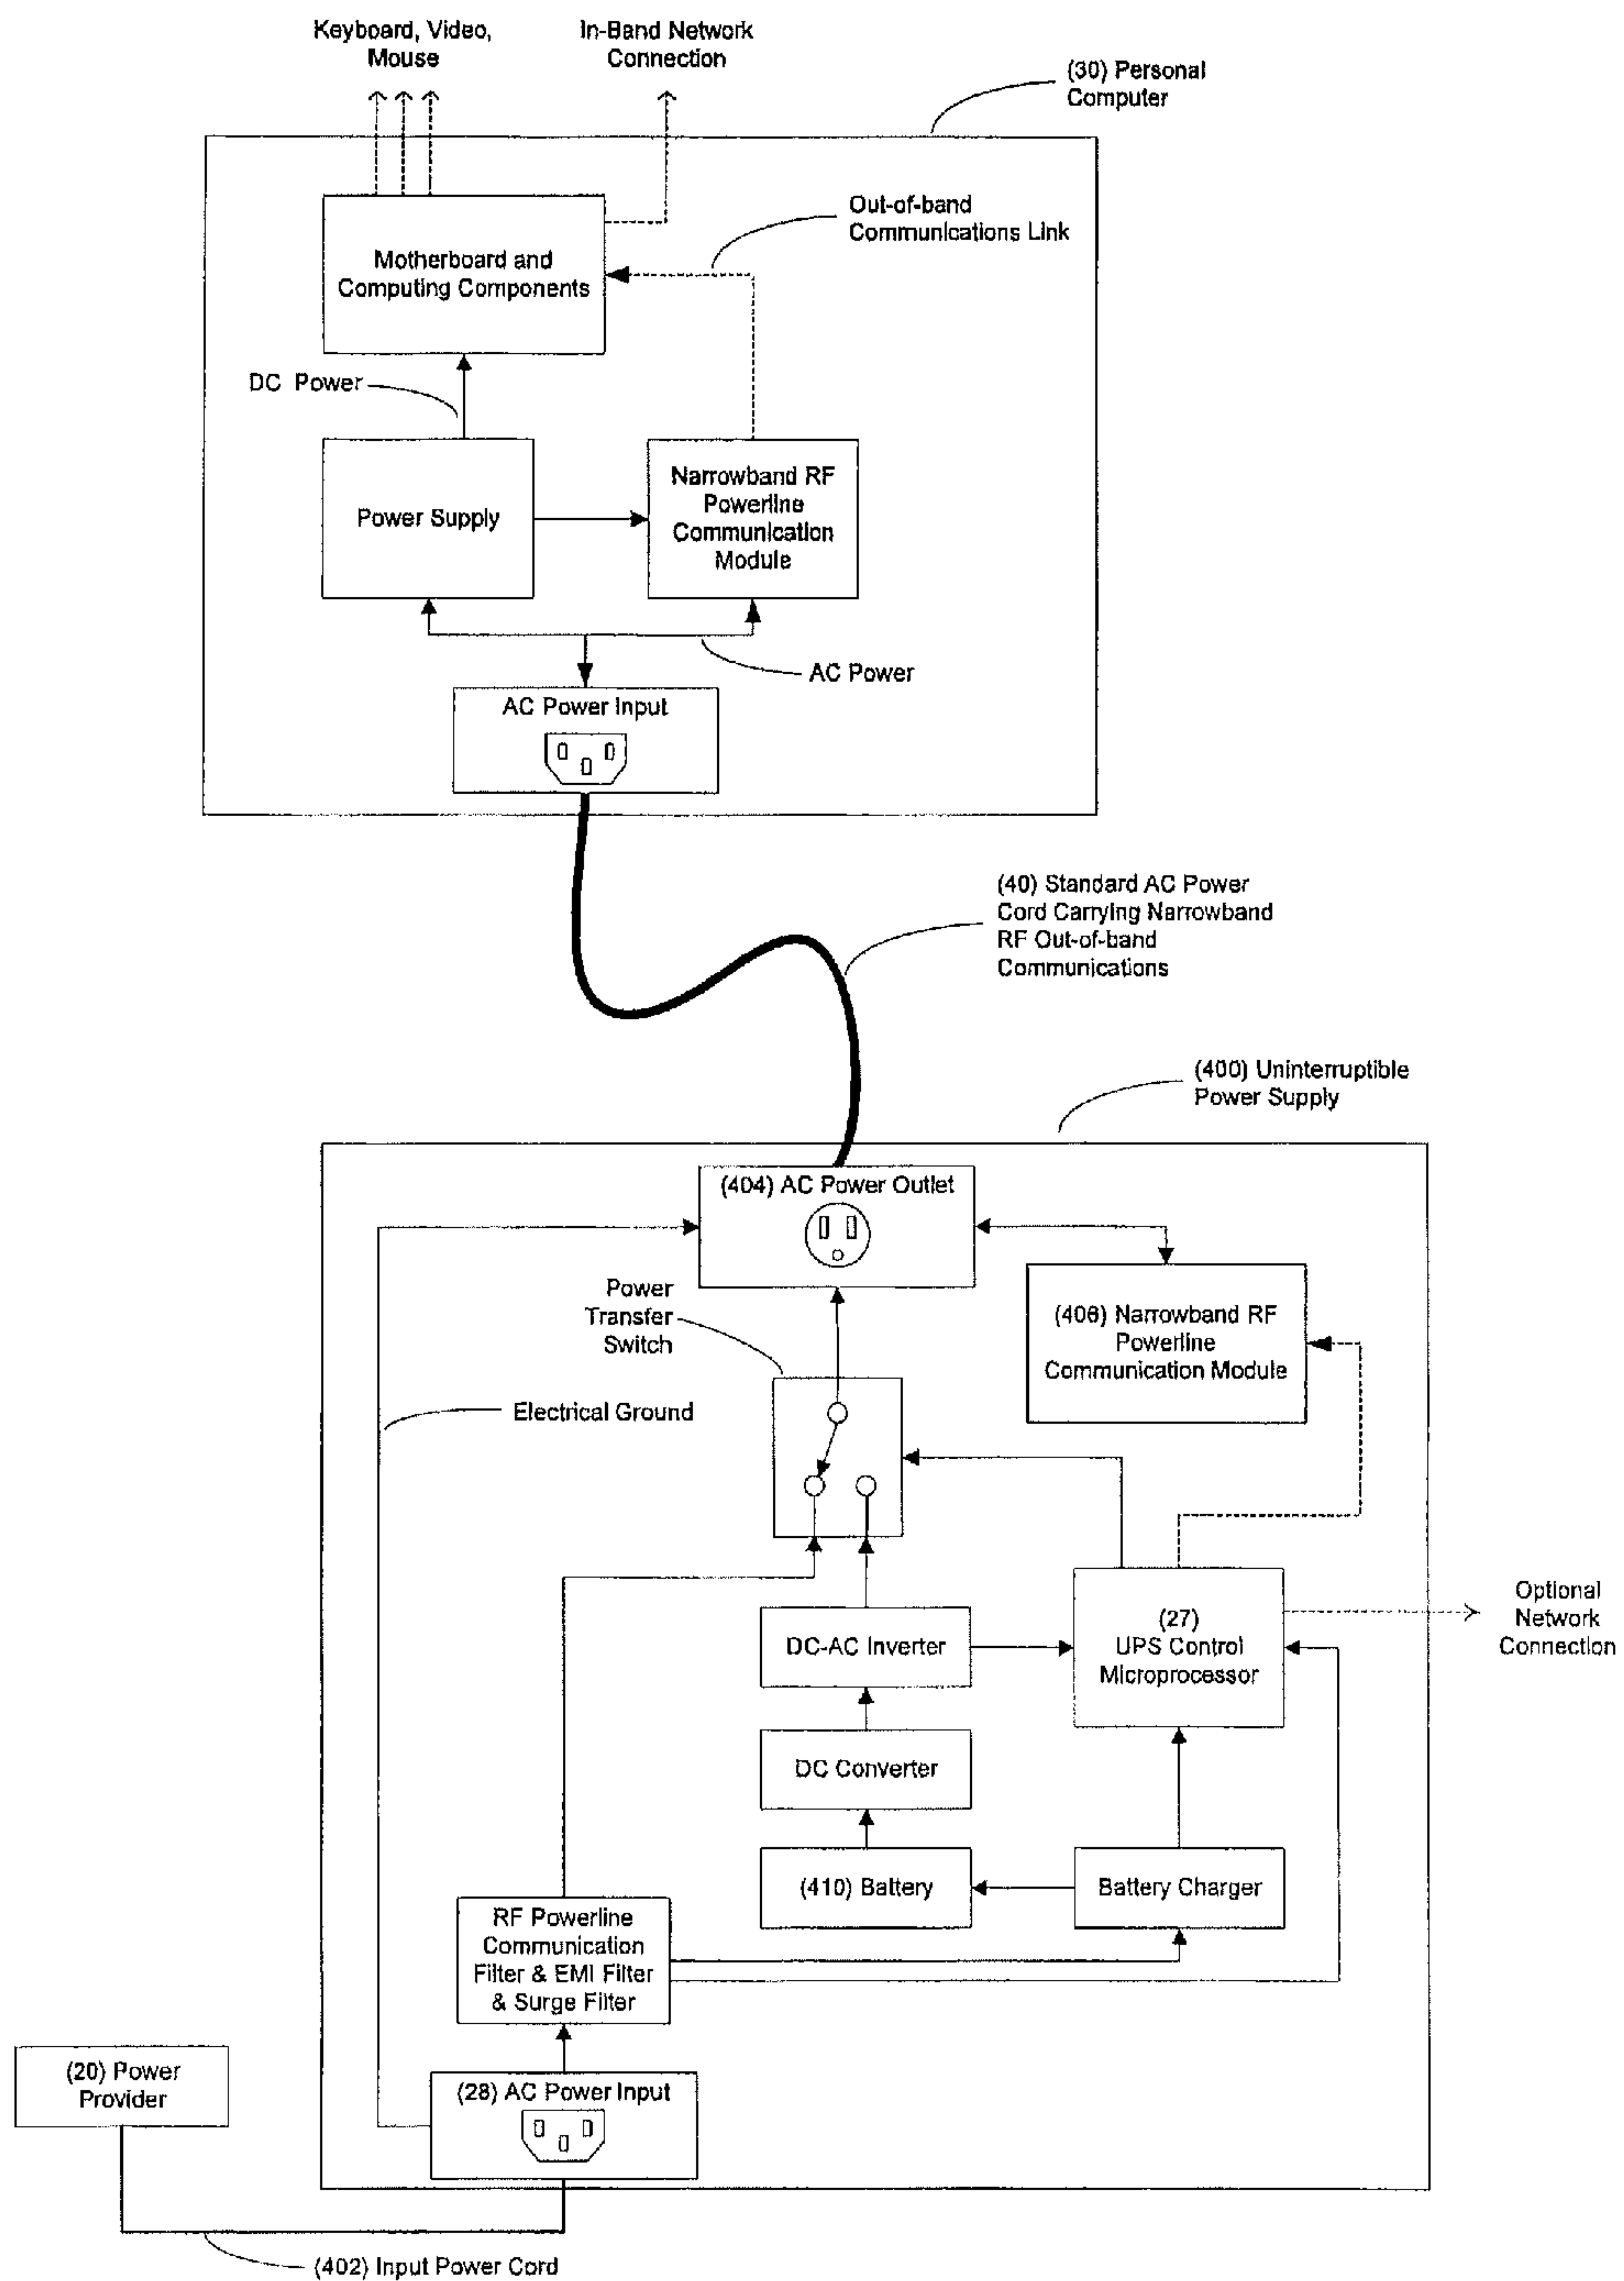 Keyboard, Video,
Mouse
In-Band Network
Connection
(30) Personal
Computer
Out-of-band
Communications Link
Motherboard and
Computing Components
DC Power
Power Supply
Narrowband RF
Powerline
Communication
Module
AC Power
AC Power Input
(40) Standard AC Power
Cord Carrying Narrowband
RF Out-of-band
Communications
(400) Uninterruptible
Power Supply
(404) AC Power Outlet
Power
Transfer
Switch
(406) Narrowband RF
Powerline
Communication Module
Electrical Ground
DC-AC Inverter
(27)
UPS Control
Microprocessor
Optional
Network
Connection
DC Converter
(410) Battery
Battery Charger
RF Powerline
Communication
Filter & EMI Filter
& Surge Filter
(20) Power
Provider
(28) AC Power Input
(402) Input Power Cord